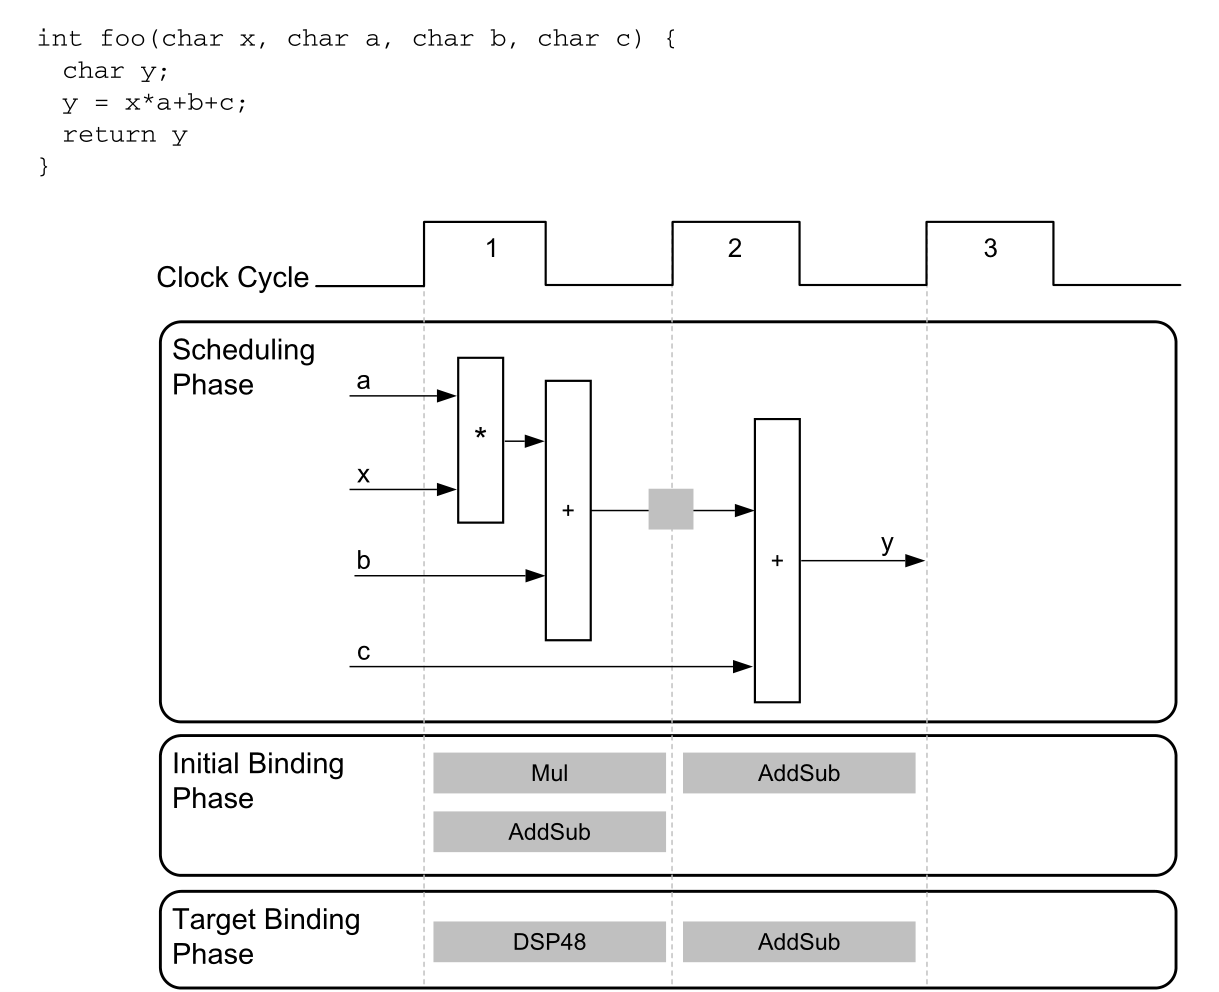 int foo(char x, char a, char b, char c) {
char y;
y = x*a+b+c;
return y
}
1
2
3
Clock Cycle
Scheduling
Phase
a
*
x
+
b
y
+
c
Initial Binding
Phase
Mul
AddSub
AddSub
Target Binding
Phase
DSP48
AddSub